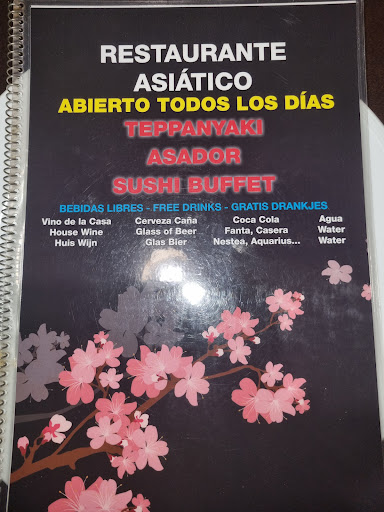 RESTAURANTE
ASIÁTICO
ABIERTO TODOS LOS DÍAS
TEPPANYAKI
ASADOR
SUSHI BUFFET
BEBIDAS LIBRES - FREE DRINKS - GRATIS DRANKJES
Vino de la Casa Cerveza Caña Coca Cola Agua
House Wine Glass of Beer Fanta, Casera Water
Huis Wijn Glas Bier Nestea, Aquarius... Water